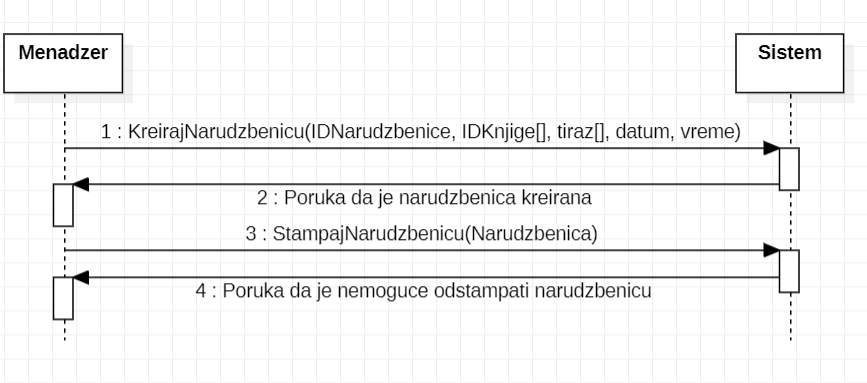 Menadzer
Sistem
1 : KreirajNarudzbenicu(IDNarudzbenice, IDKnjige[], tiraz[], datum, vreme)
2 : Poruka da je narudzbenica kreirana
3 : StampajNarudzbenicu(Narudzbenica)
4 : Poruka da je nemoguce odstampati narudzbenicu